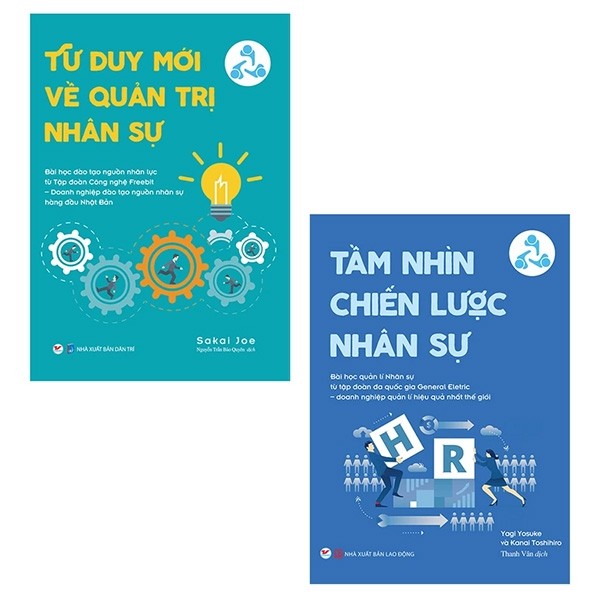 TƯ DUY MỚI
VỀ QUẢN TRỊ
NHÂN SỰ
Bài học đào tạo nguồn nhân lực
từ Tập đoàn Công nghệ Freebit
– Doanh nghiệp đào tạo nguồn nhân sự
hàng đầu Nhật Bản
Sakai Joe
Nguyễn Trần Bảo Quyên dịch
NHÀ XUẤT BẢN DÂN TRÍ
TẦM NHÌN
CHIẾN LƯỢC
NHÂN SỰ
Bài học quản lí Nhân sự
từ tập đoàn đa quốc gia General Eletric
– doanh nghiệp quản lí hiệu quả nhất thế giới
H
R
Yagi Yosuke
và Kanai Toshihiro
Thanh Vân dịch
NHÀ XUẤT BẢN LAO ĐỘNG